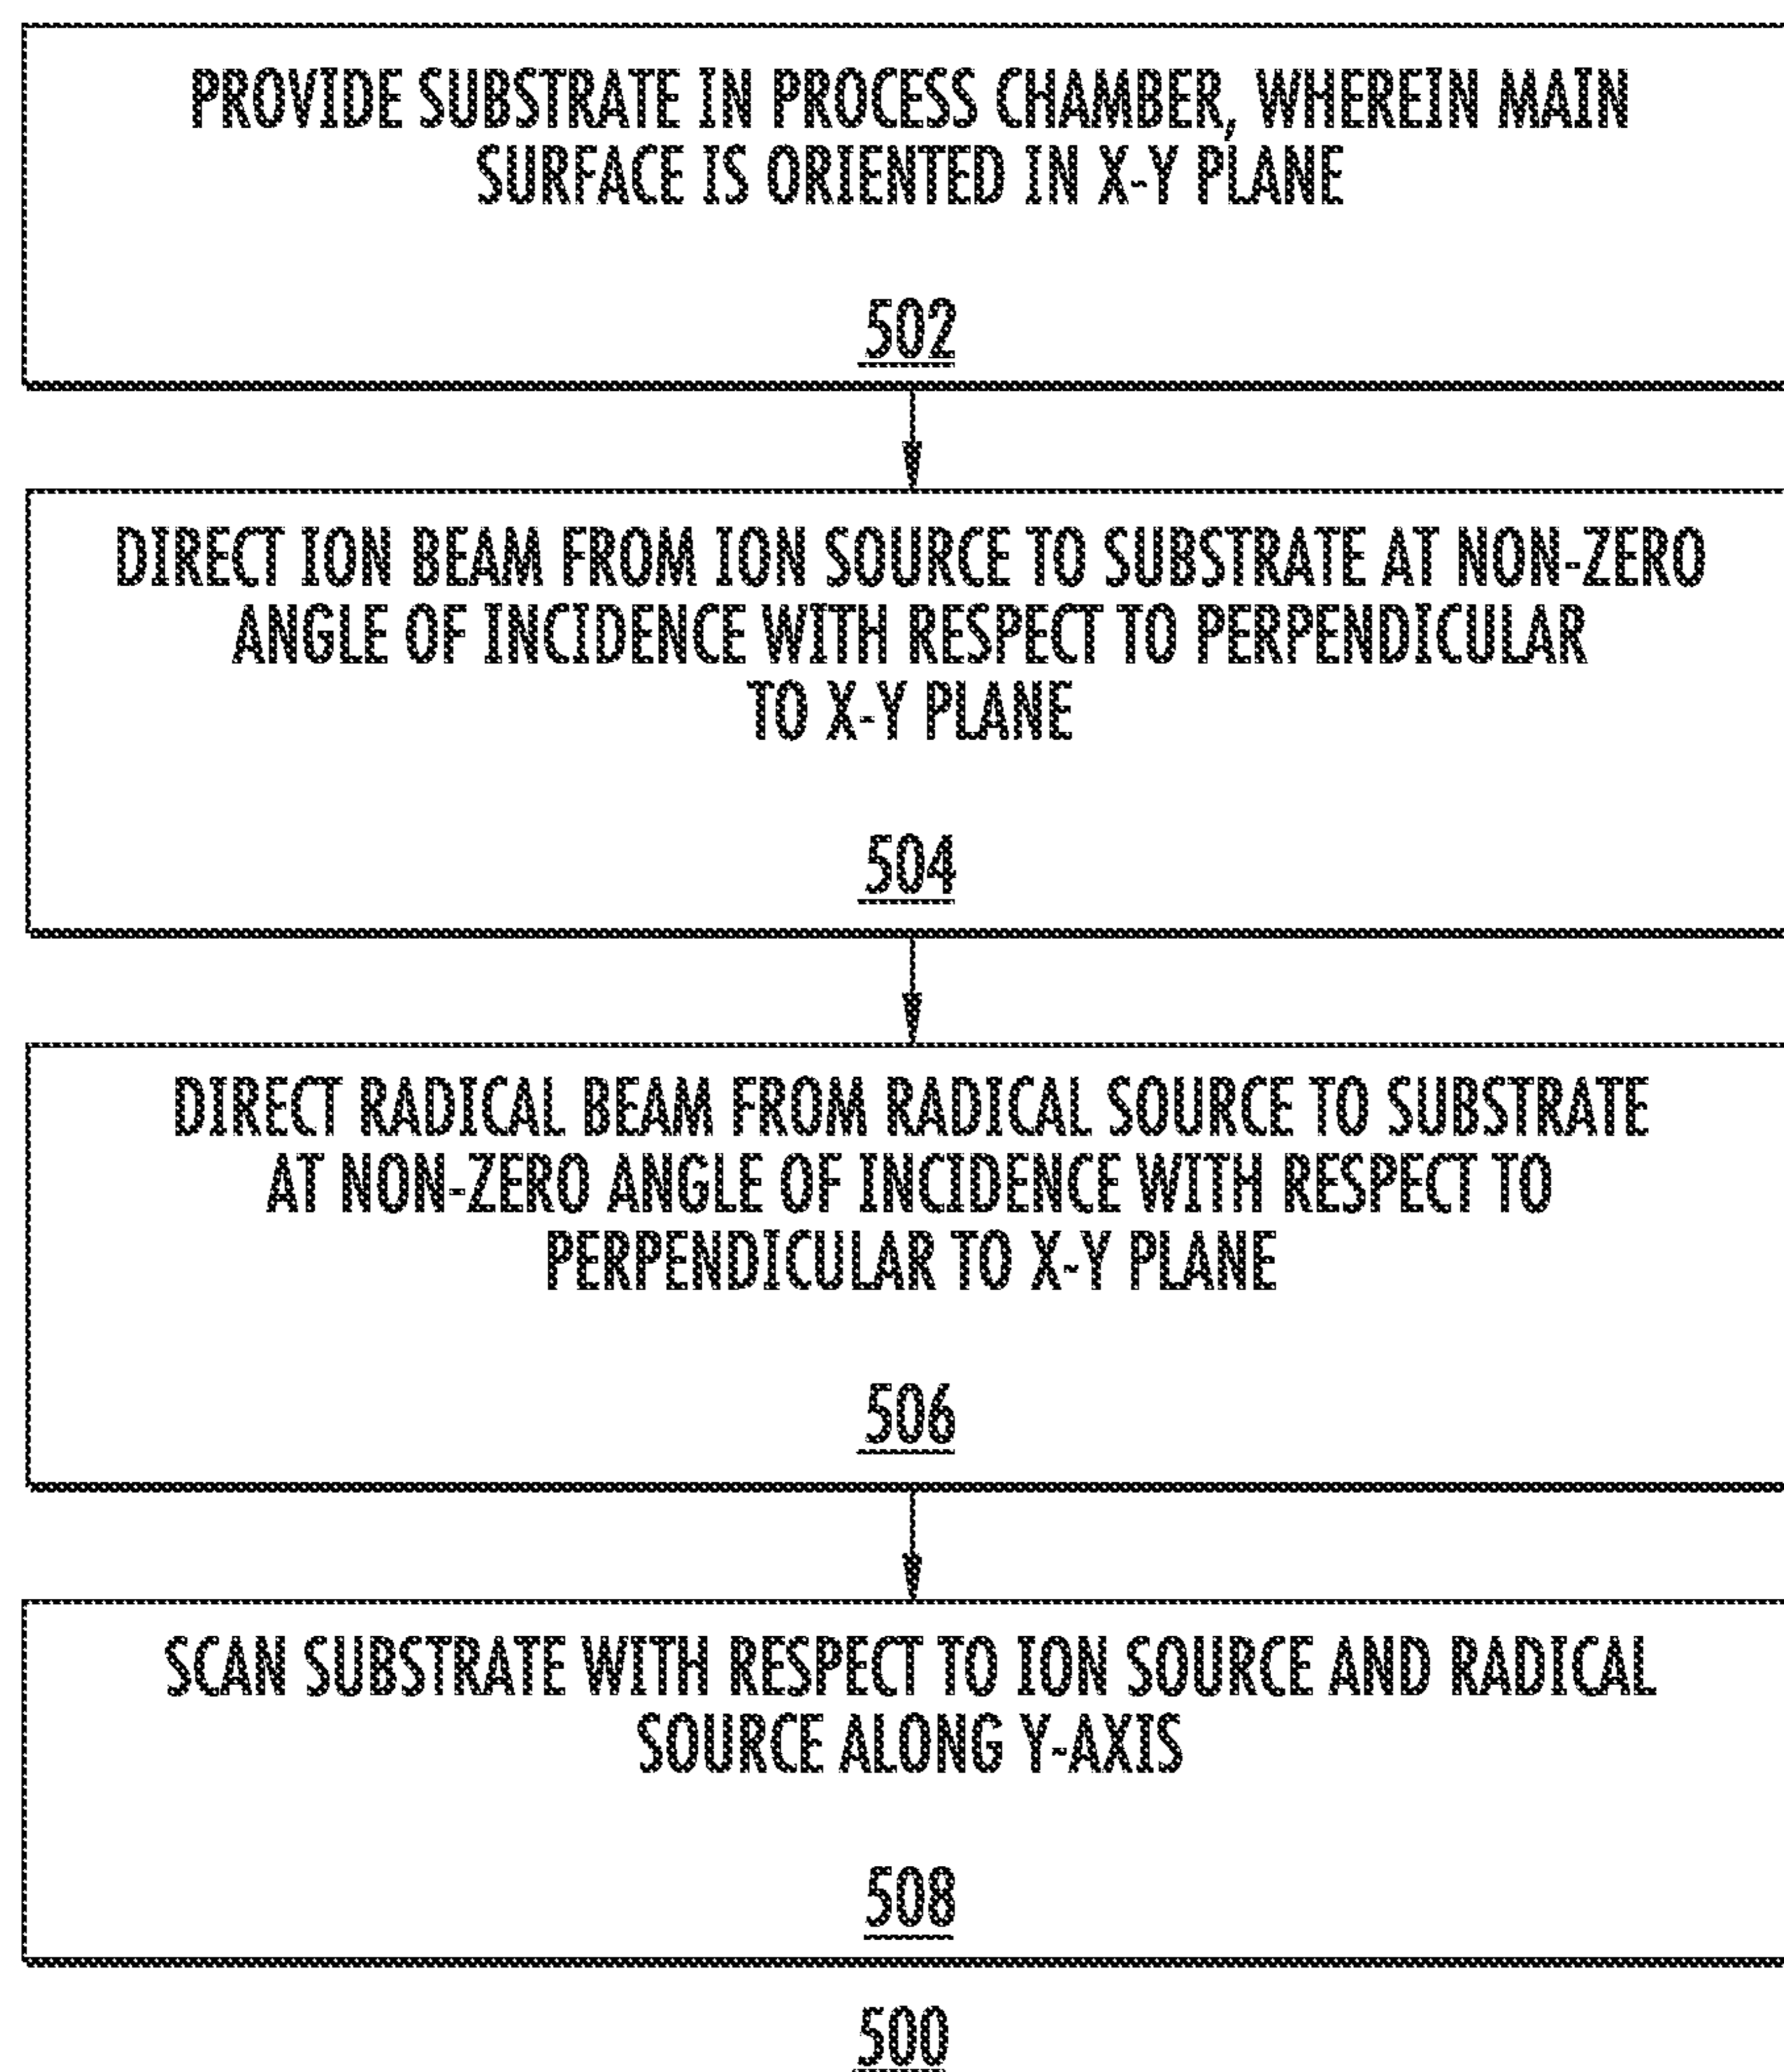 PROVIDE SUBSTRATE IN PROCESS CHAMBER, WHEREIN MAIN
SURFACE IS ORIENTED IN X-Y PLANE
502
DIRECT ION BEAM FROM ION SOURCE TO SUBSTRATE AT NON-ZERO
ANGLE OF INCIDENCE WITH RESPECT TO PERPENDICULAR
TO X-Y PLANE
504
DIRECT RADICAL BEAM FROM RADICAL SOURCE TO SUBSTRATE
AT NON-ZERO ANGLE OF INCIDENCE WITH RESPECT TO
PERPENDICULAR TO X-Y PLANE
506
SCAN SUBSTRATE WITH RESPECT TO ION SOURCE AND RADICAL
SOURCE ALONG Y-AXIS
508
500